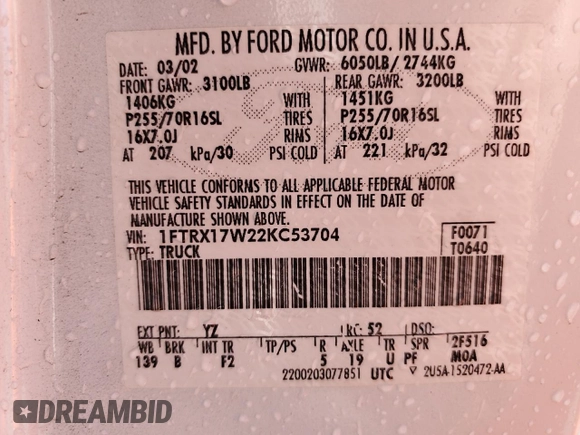 MFD. BY FORD MOTOR CO. IN U.S.A.
DATE: 03/02 GVWR: 6050LB/ 2744KG
FRONT GAWR: 3100LB REAR GAWR: 3200LB
1406KG WITH 1451KG WITH
P255/70R16SL TIRES P255/70R16SL TIRES
16X7.0J RIMS 16X7.0J RIMS
AT 207 kPa/30 PSI COLD AT 221 kPa/32 PSI COLD
THIS VEHICLE CONFORMS TO ALL APPLICABLE FEDERAL MOTOR
VEHICLE SAFETY STANDARDS IN EFFECT ON THE DATE OF
MANUFACTURE SHOWN ABOVE.
VIN: 1FTRX17W22KC53704 F0071
TYPE: TRUCK T0640
EXT PNT: YZ RC: 52 DSO:
WB BRK INT TR TP/PS R AXLE TR SPR 2F516
139 B F2 5 19 U PF M0A
2200203077851 UTC 2USA-1520472-AA
DREAMBID